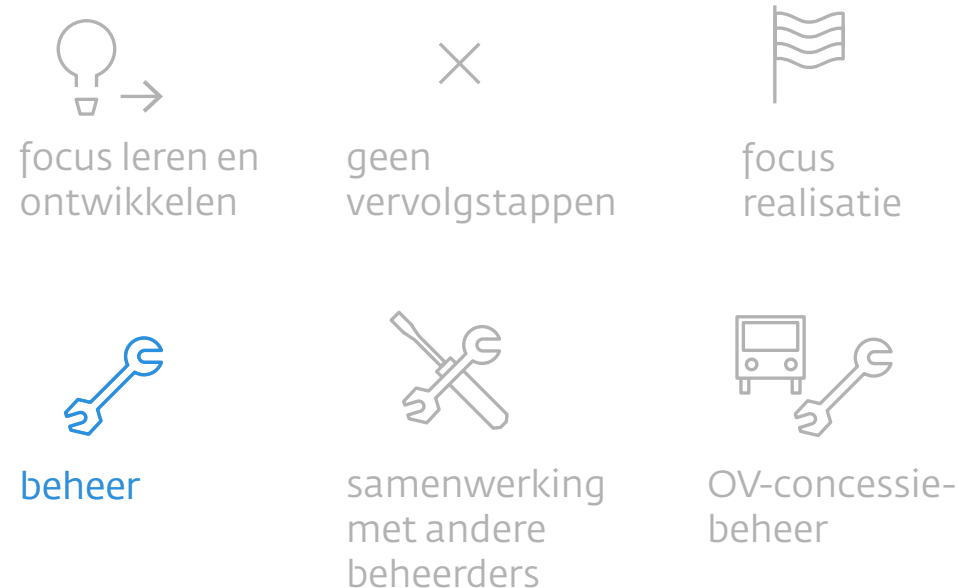 focus leren en
ontwikkelen
geen
vervolgstappen
focus
realisatie
beheer
samenwerking
met andere
beheerders
OV-concessie-
beheer